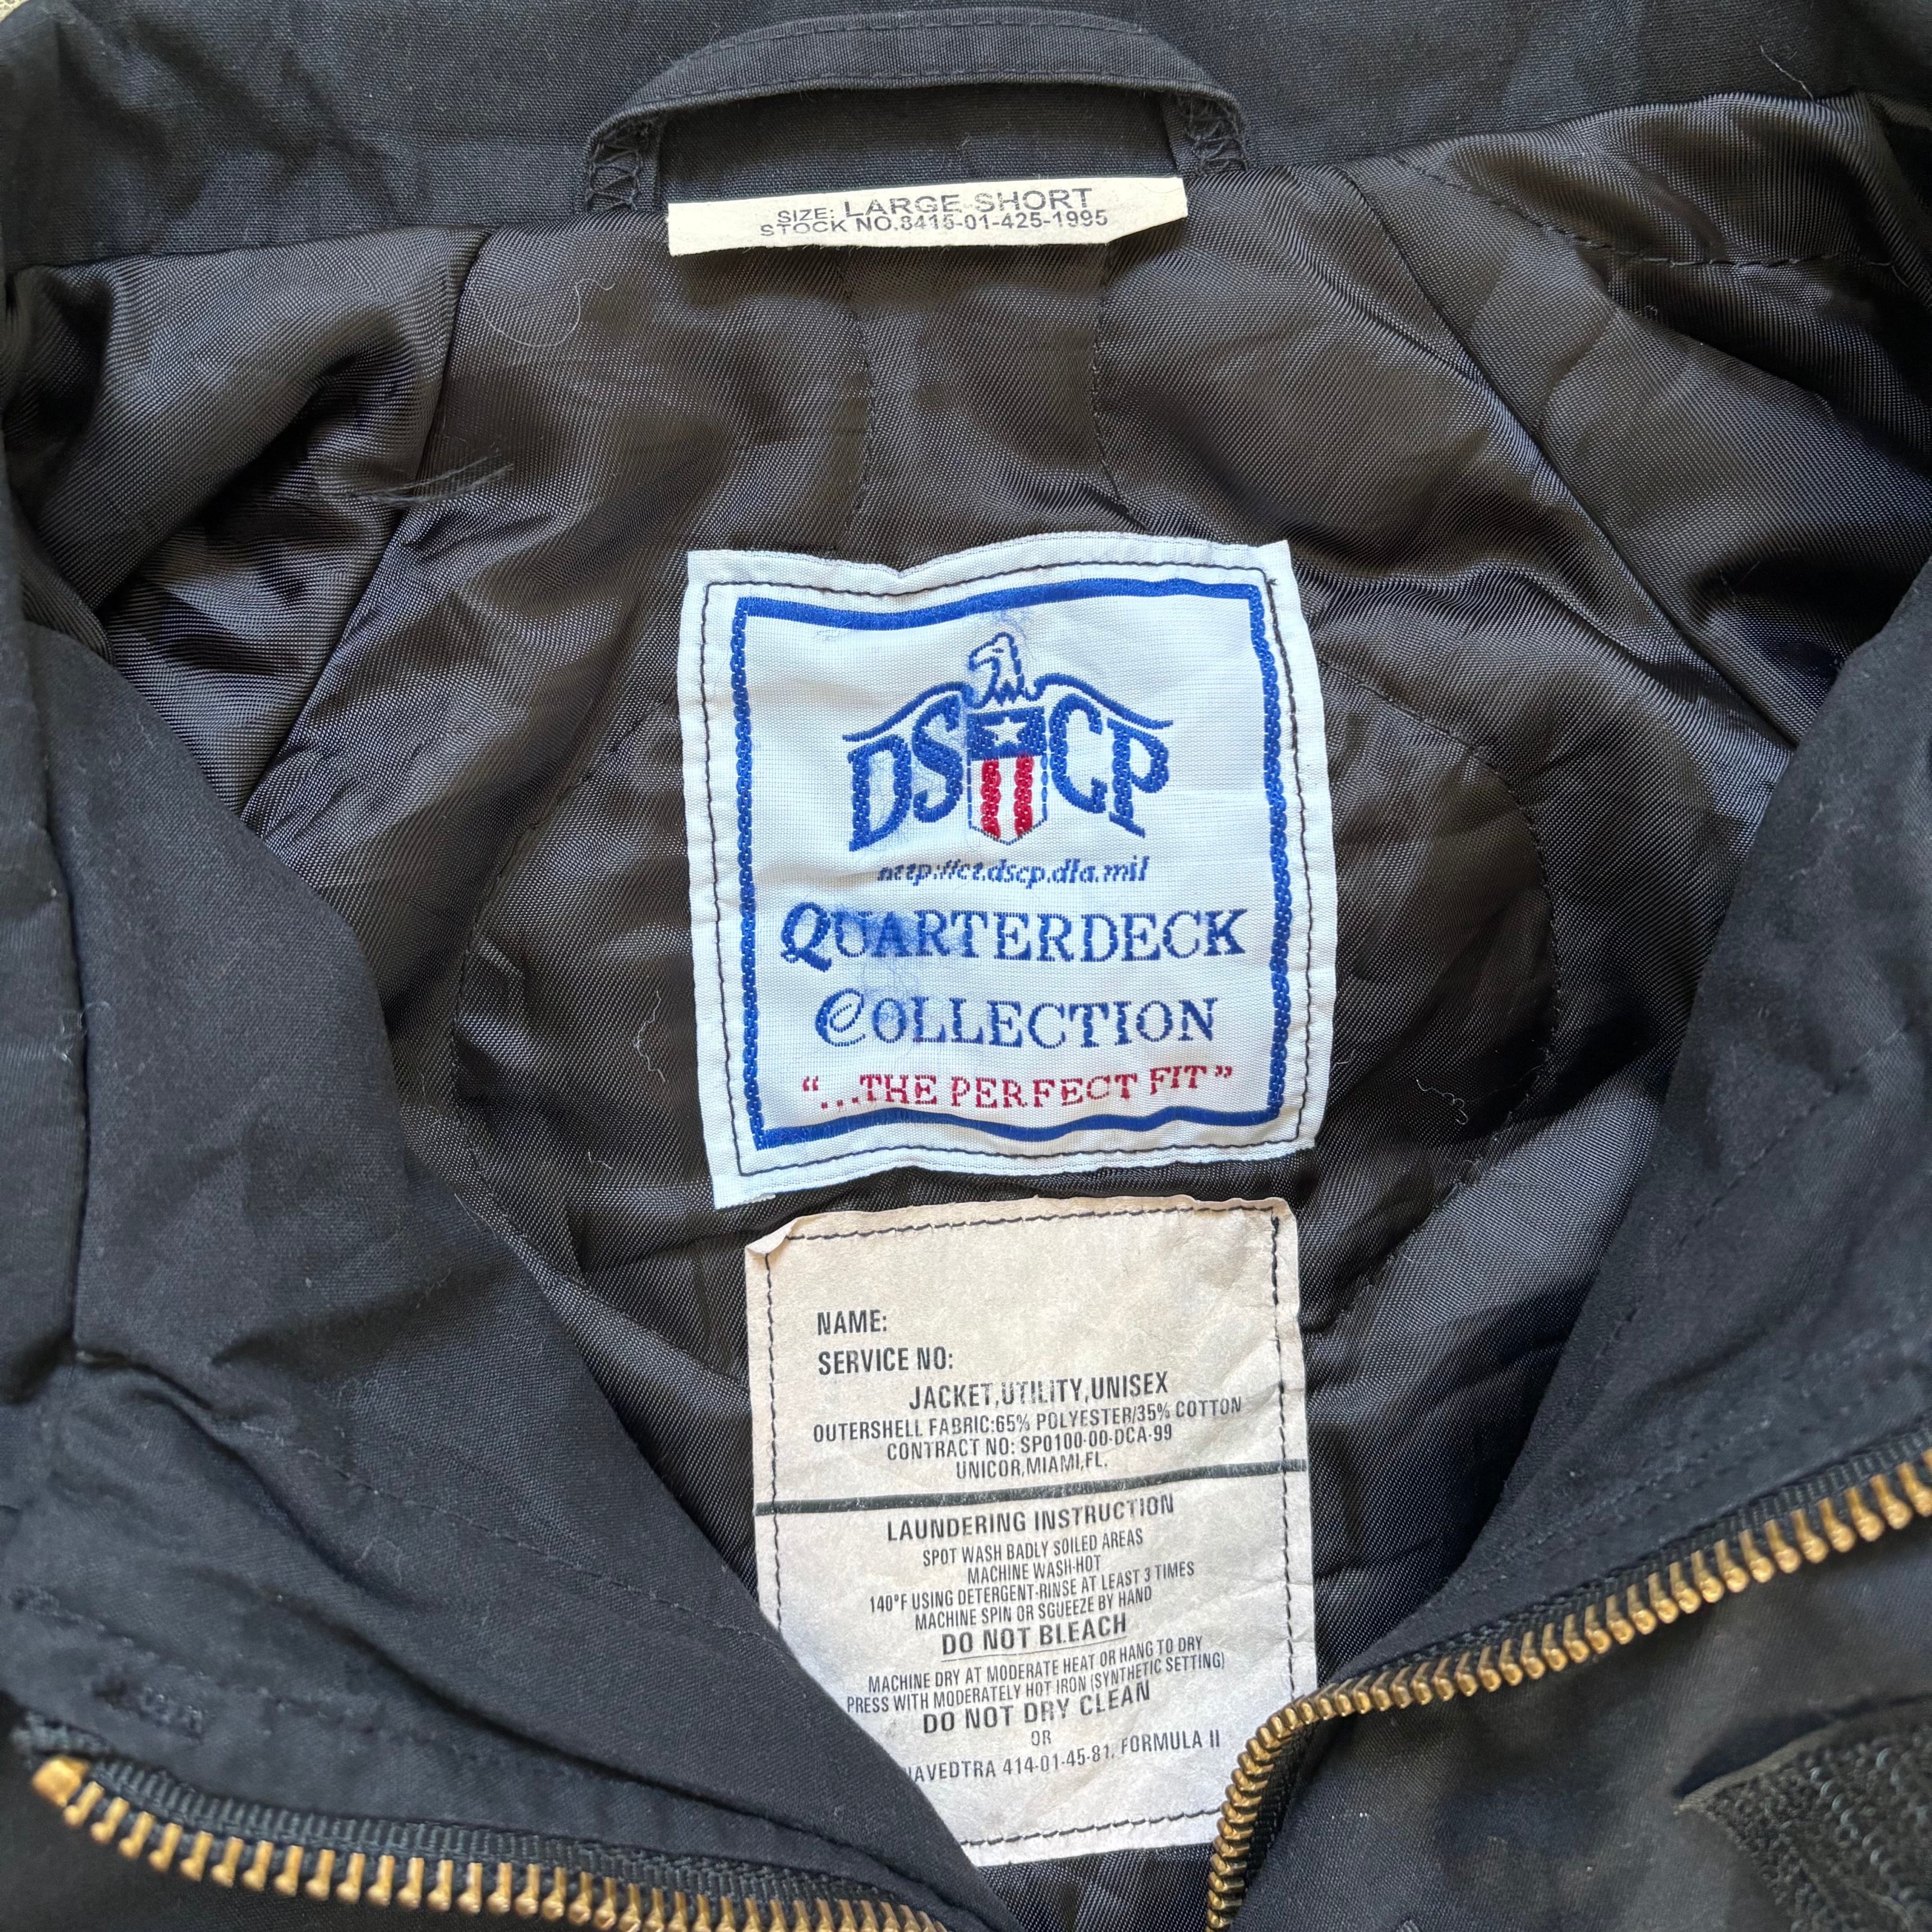 SIZE: LARGE-SHORT
STOCK NO.8415-01-425-1995
DSCP
http://ct.dscp.dla.mil
QUARTERDECK
COLLECTION
"...THE PERFECT FIT"
NAME:
SERVICE NO:
JACKET,UTILITY,UNISEX
OUTERSHELL FABRIC:65% POLYESTER/35% COTTON
CONTRACT NO: SP0100-00-DCA-99
UNICOR,MIAMI,FL.
LAUNDERING INSTRUCTION
SPOT WASH BADLY SOILED AREAS
MACHINE WASH-HOT
140°F USING DETERGENT-RINSE AT LEAST 3 TIMES
MACHINE SPIN OR SGUEEZE BY HAND
DO NOT BLEACH
MACHINE DRY AT MODERATE HEAT OR HANG TO DRY
PRESS WITH MODERATELY HOT IRON (SYNTHETIC SETTING)
DO NOT DRY CLEAN
OR
NAVEDTRA 414-01-45-81, FORMULA II